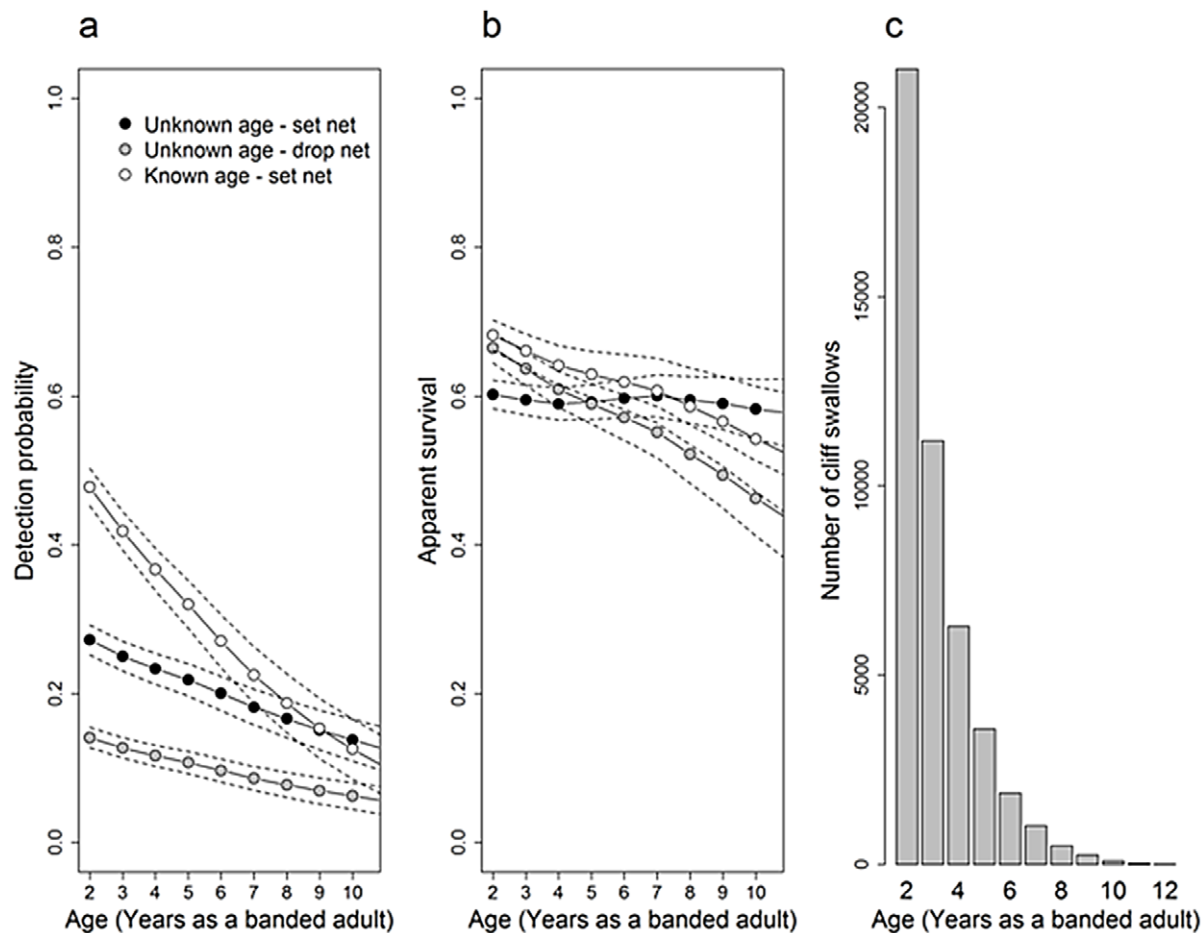 a
b
c
Unknown age - set net
Unknown age - drop net
Known age - set net
Detection probability
0.0
0.2
0.4
0.6
0.8
1.0
2 3 4 5 6 7 8 9 10
Age (Years as a banded adult)
Apparent survival
0.0
0.2
0.4
0.6
0.8
1.0
2 3 4 5 6 7 8 9 10
Age (Years as a banded adult)
Number of cliff swallows
0
5000
10000
15000
20000
2 4 6 8 10 12
Age (Years as a banded adult)